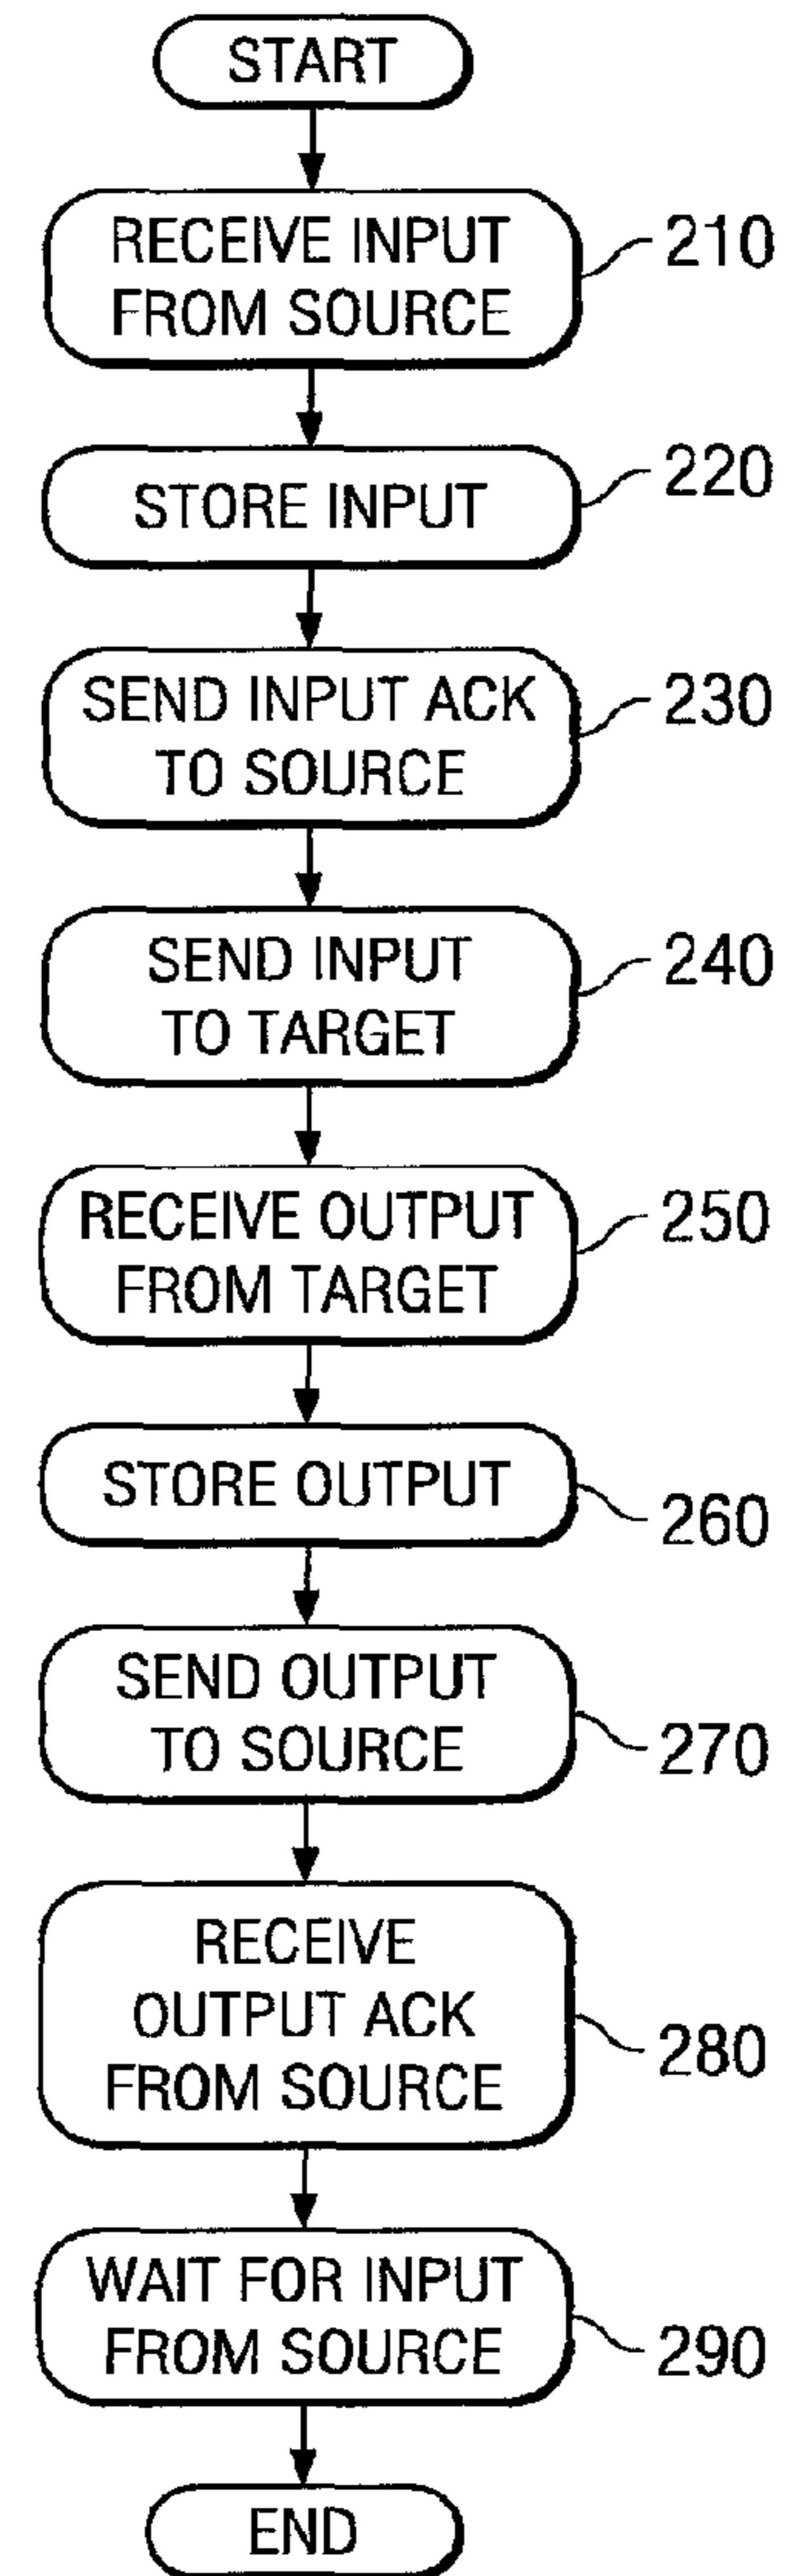 START
RECEIVE INPUT
FROM SOURCE
210
STORE INPUT
220
SEND INPUT ACK
TO SOURCE
230
SEND INPUT
TO TARGET
240
RECEIVE OUTPUT
FROM TARGET
250
STORE OUTPUT
260
SEND OUTPUT
TO SOURCE
270
RECEIVE
OUTPUT ACK
FROM SOURCE
280
WAIT FOR INPUT
FROM SOURCE
290
END